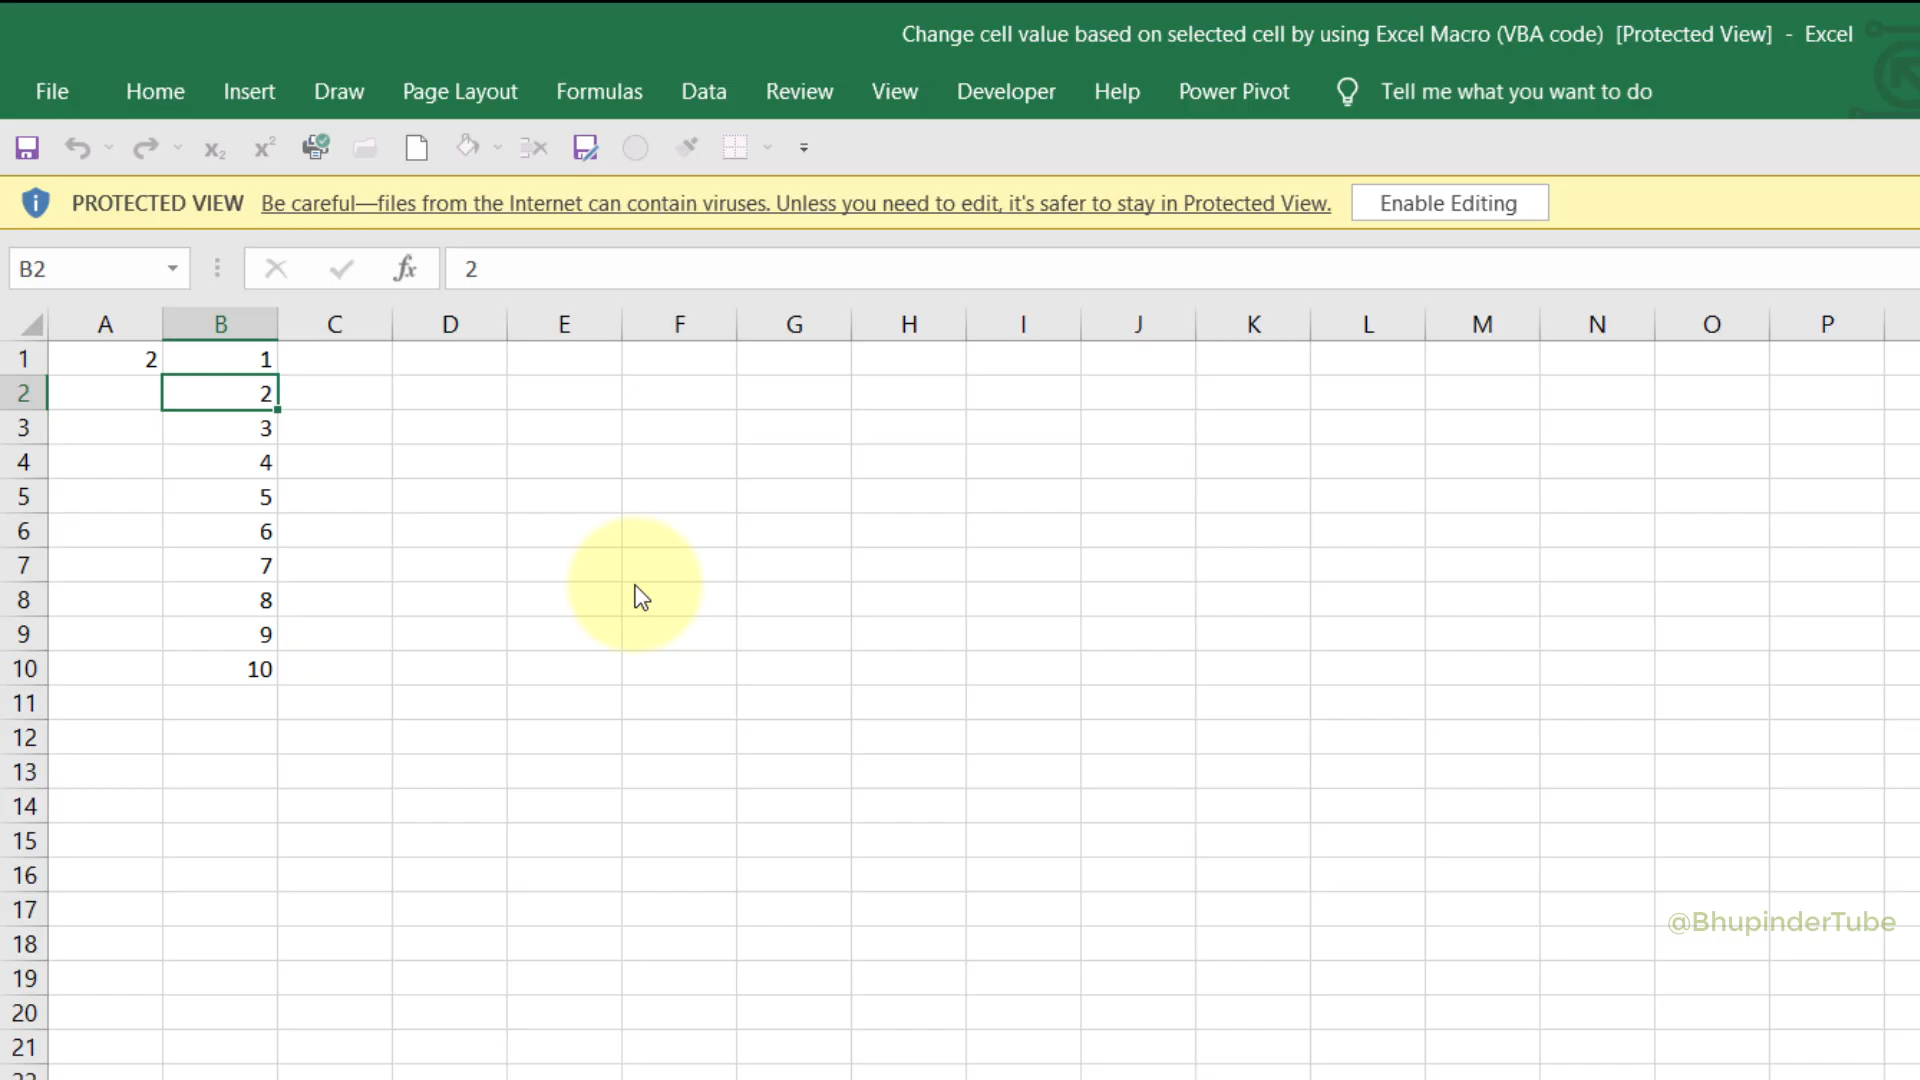 Change cell value based on selected cell by using Excel Macro (VBA code) [Protected View] - Excel
File Home Insert Draw Page Layout Formulas Data Review View Developer Help Power Pivot Tell me what you want to do
x₂ x²
PROTECTED VIEW Be careful—files from the Internet can contain viruses. Unless you need to edit, it's safer to stay in Protected View. Enable Editing
B2 fx 2
A B C D E F G H I J K L M N O P
1 2 1
2 2
3 3
4 4
5 5
6 6
7 7
8 8
9 9
10 10
11
12
13
14
15
16
17 @BhupinderTube
18
19
20
21
22